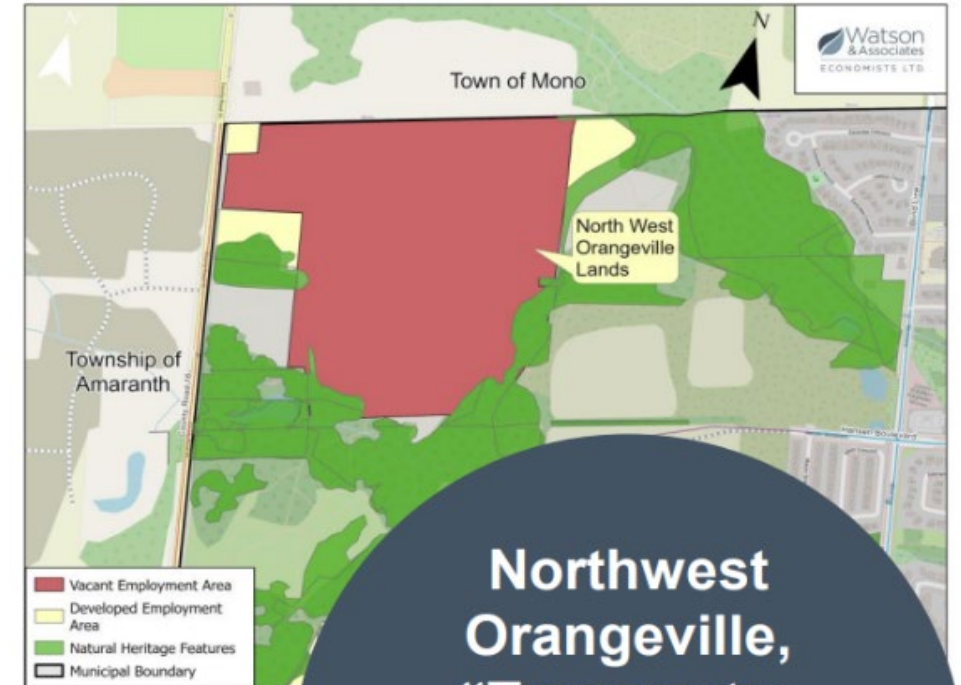 N
N
Watson
& Associates
ECONOMISTS LTD.
Town of Mono
North West
Orangeville
Lands
Township of
Amaranth
Hansen Boulevard
Vacant Employment Area
Developed Employment
Area
Natural Heritage Features
Municipal Boundary
Northwest
Orangeville,